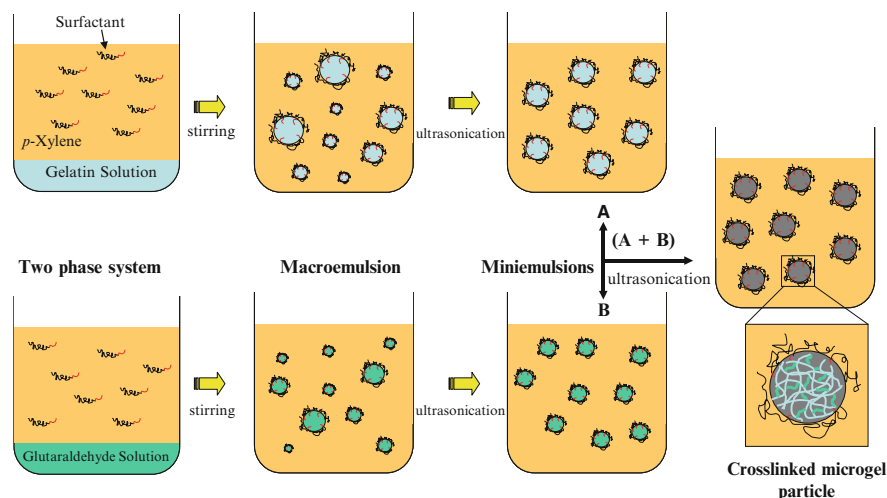 Surfactant
p-Xylene
Gelatin Solution
stirring
ultrasonication
A
(A + B)
ultrasonication
B
Two phase system
Macroemulsion
Miniemulsions
Glutaraldehyde Solution
stirring
ultrasonication
Crosslinked microgel
particle